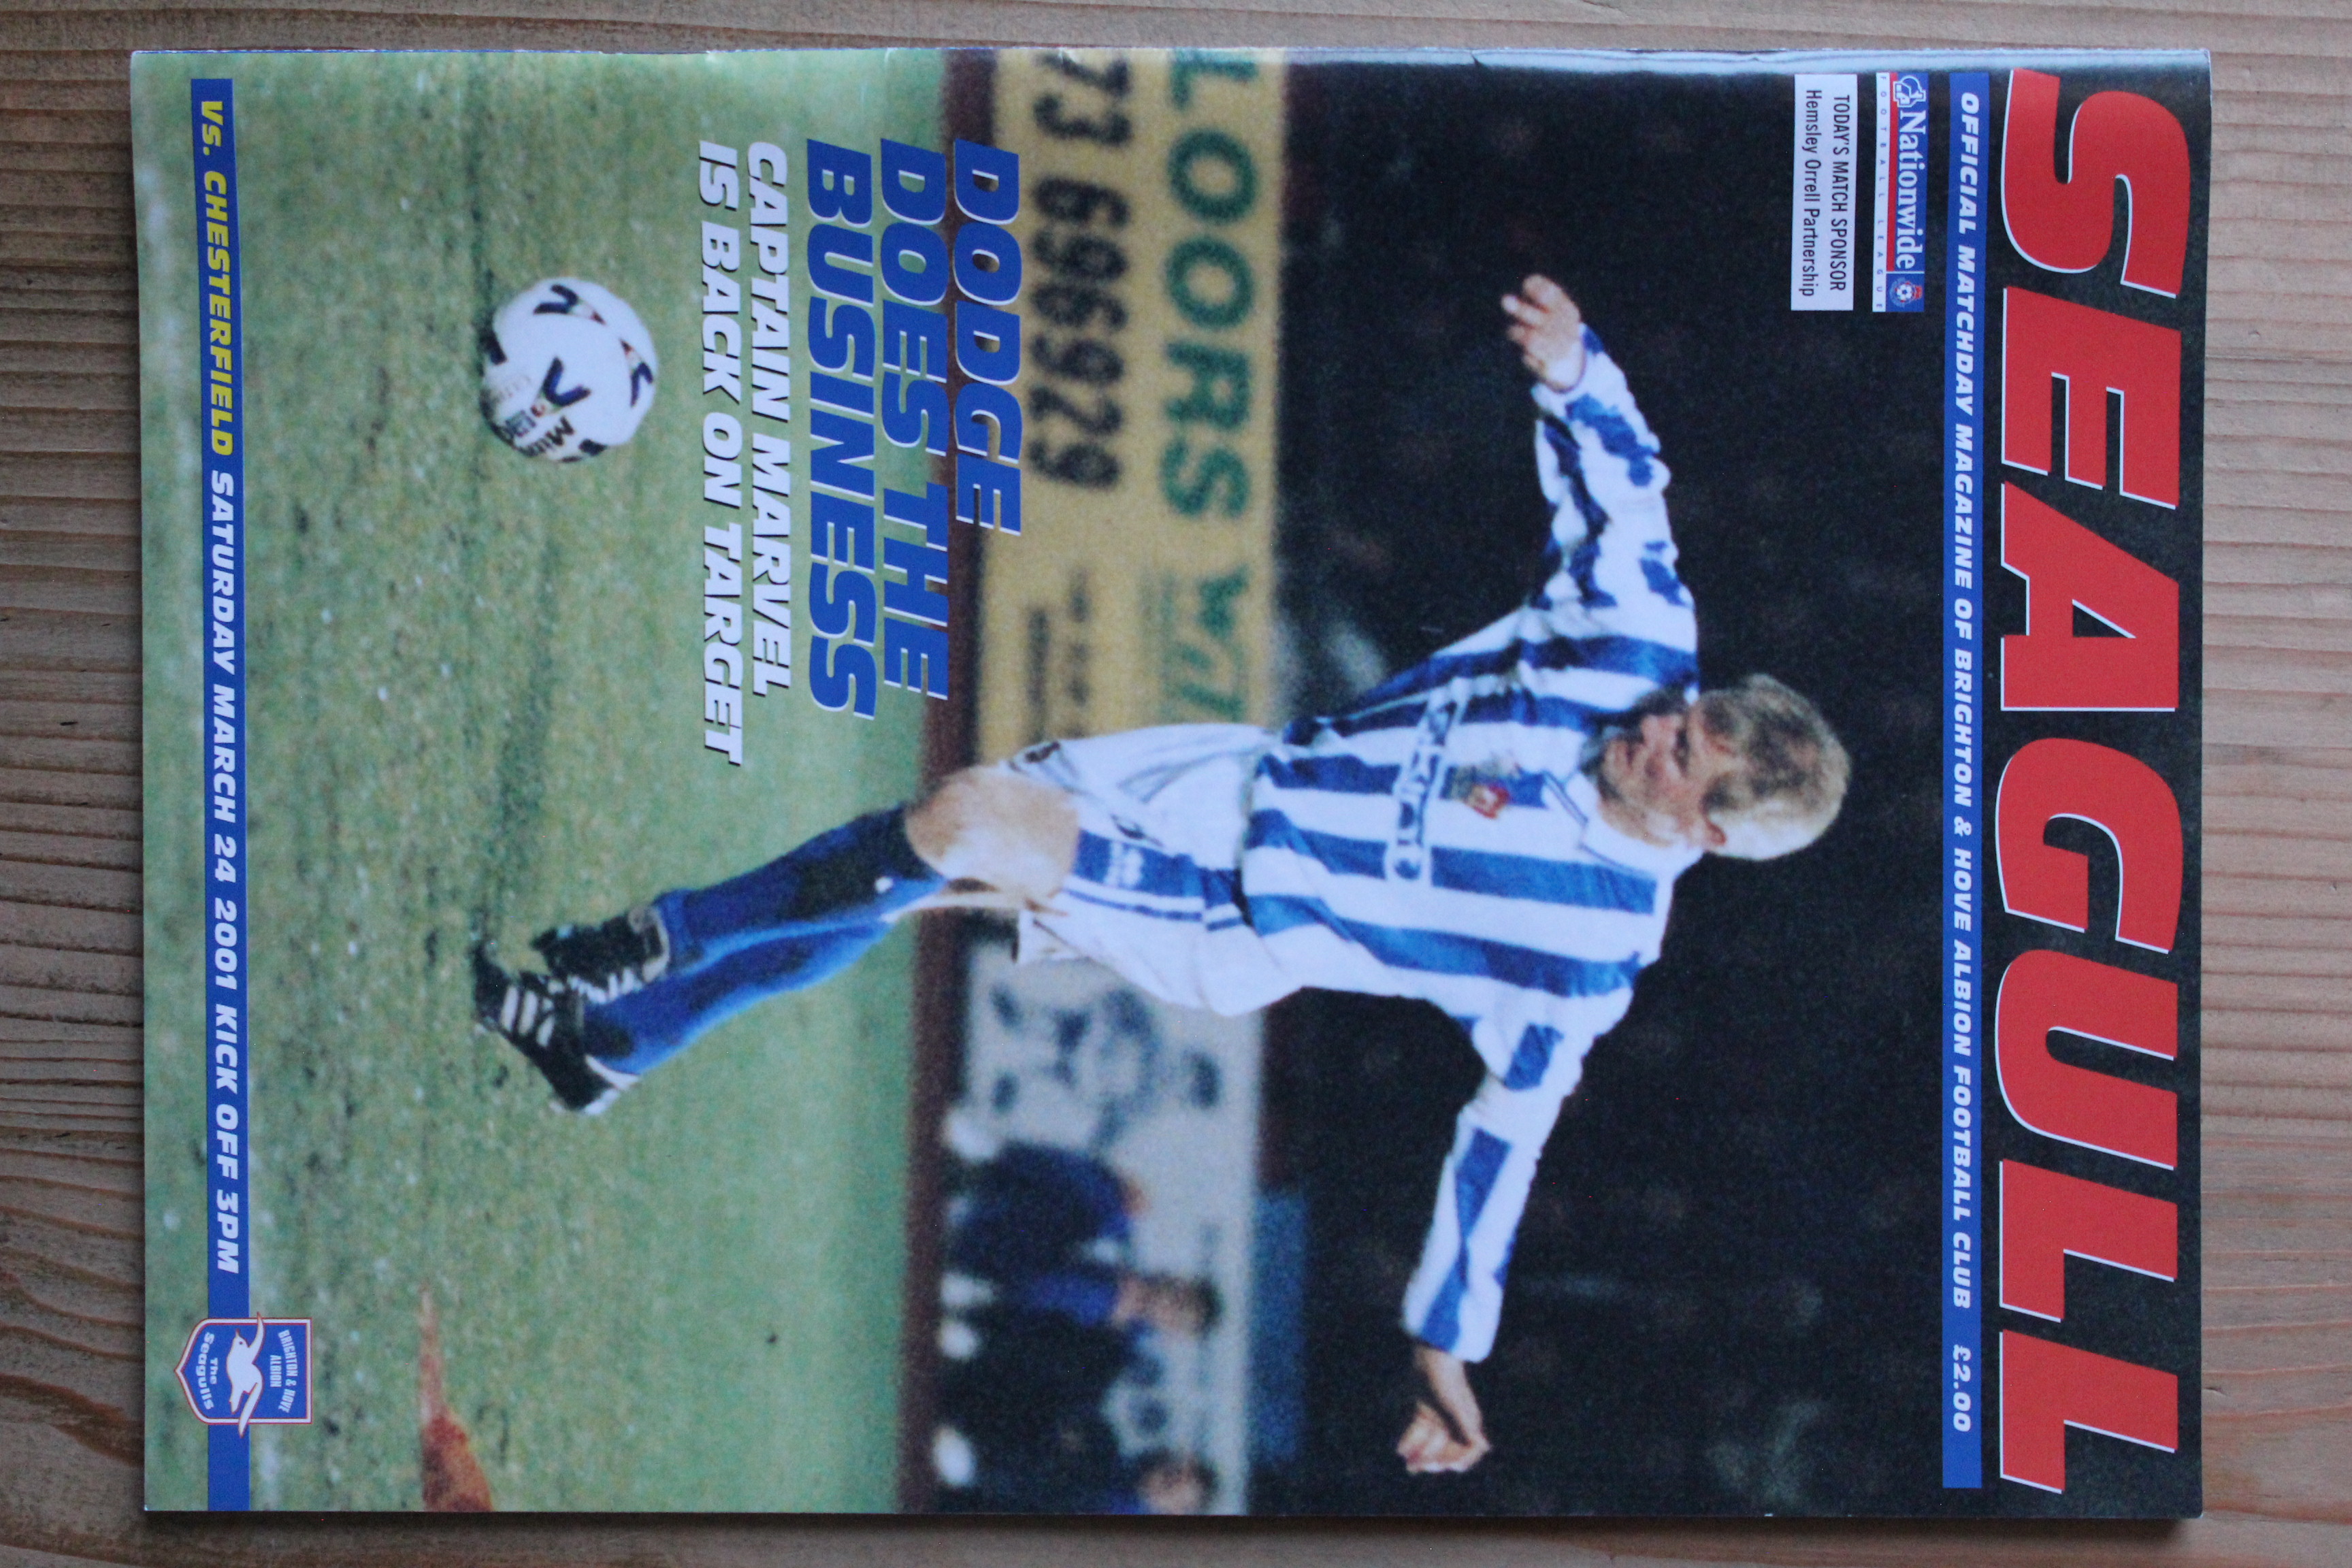 SEAGULL
OFFICIAL MATCHDAY MAGAZINE OF BRIGHTON & HOVE ALBION FOOTBALL CLUB £2.00
Nationwide
FOOTBALL LEAGUE
TODAY'S MATCH SPONSOR
Hemsley Orrell Partnership
LOORS
73 696929
DODGE
DOES THE
BUSINESS
CAPTAIN MARVEL
IS BACK ON TARGET
Vs. CHESTERFIELD SATURDAY MARCH 24 2001 KICK OFF 3PM
BRIGHTON & HOVE
ALBION
The
Seagulls